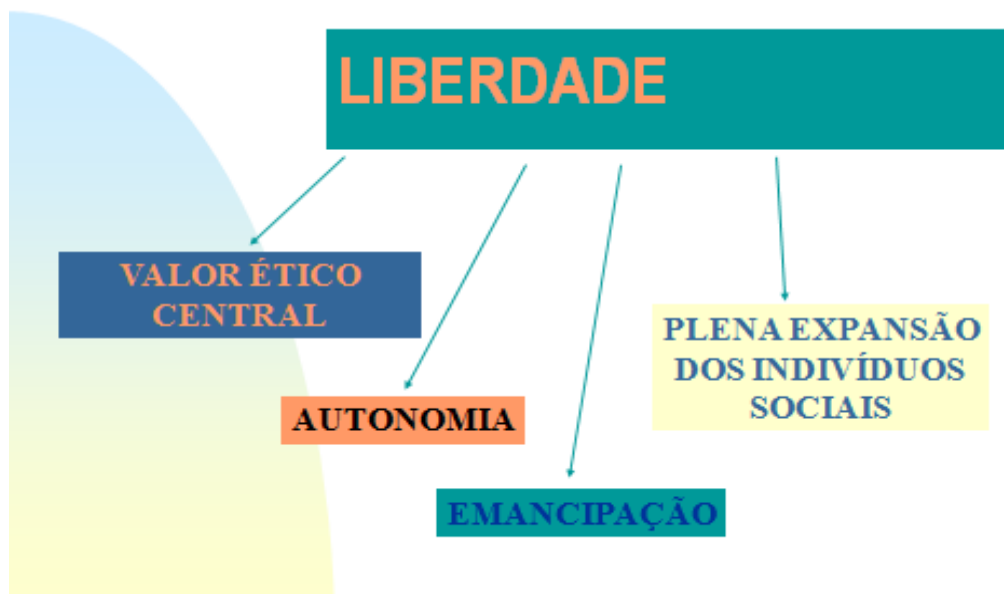 LIBERDADE
VALOR ÉTICO
CENTRAL
AUTONOMIA
EMANCIPAÇÃO
PLENA EXPANSÃO
DOS INDIVÍDUOS
SOCIAIS